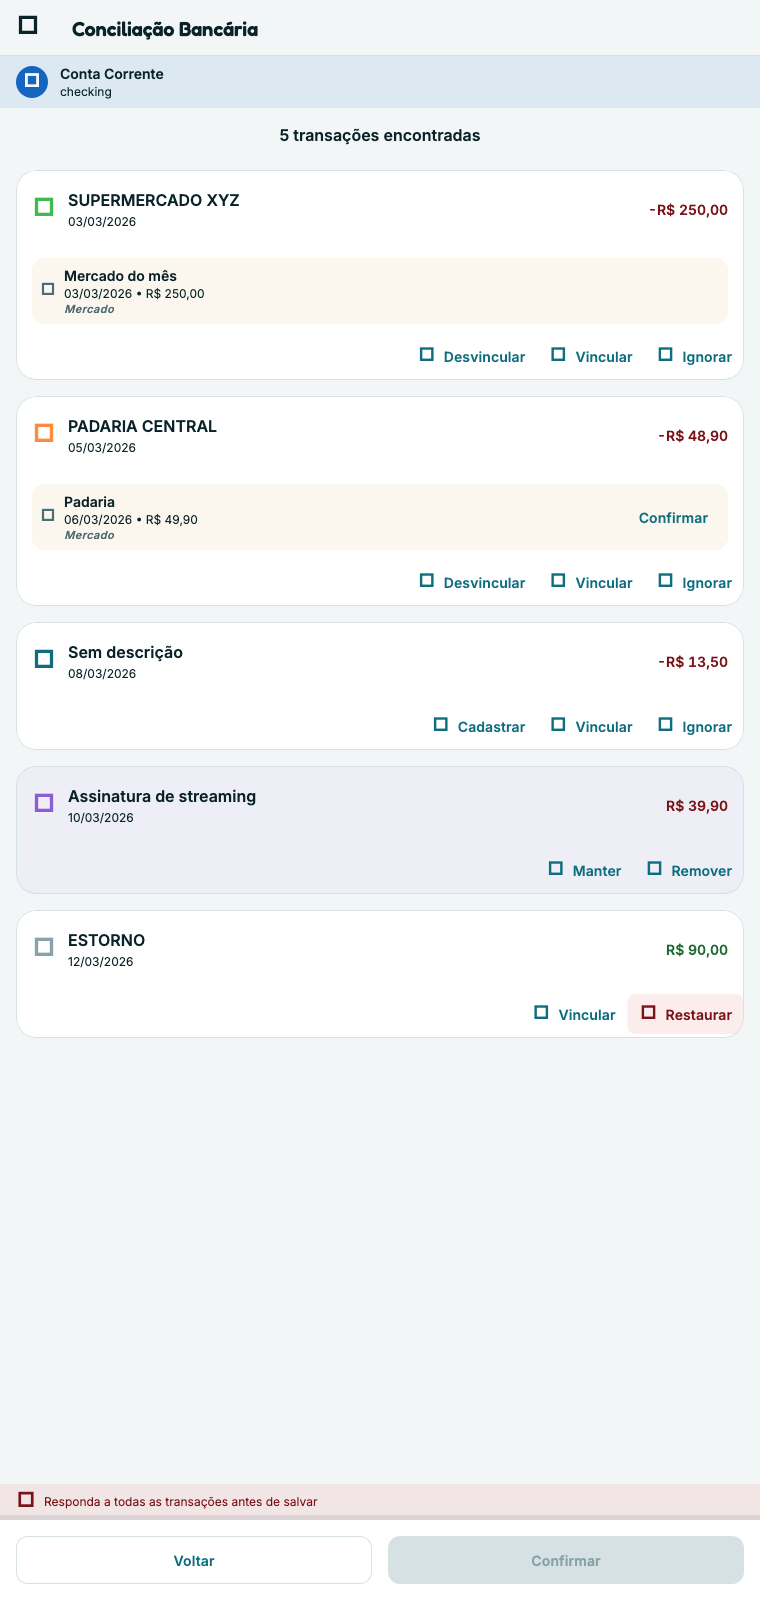 Conciliação Bancária
Conta Corrente
checking
5 transações encontradas
SUPERMERCADO XYZ
03/03/2026
-R$ 250,00
Mercado do mês
03/03/2026 • R$ 250,00
Mercado
Desvincular
Vincular
Ignorar
PADARIA CENTRAL
05/03/2026
-R$ 48,90
Padaria
06/03/2026 • R$ 49,90
Mercado
Confirmar
Desvincular
Vincular
Ignorar
Sem descrição
08/03/2026
-R$ 13,50
Cadastrar
Vincular
Ignorar
Assinatura de streaming
10/03/2026
R$ 39,90
Manter
Remover
ESTORNO
12/03/2026
R$ 90,00
Vincular
Restaurar
Responda a todas as transações antes de salvar
Voltar
Confirmar